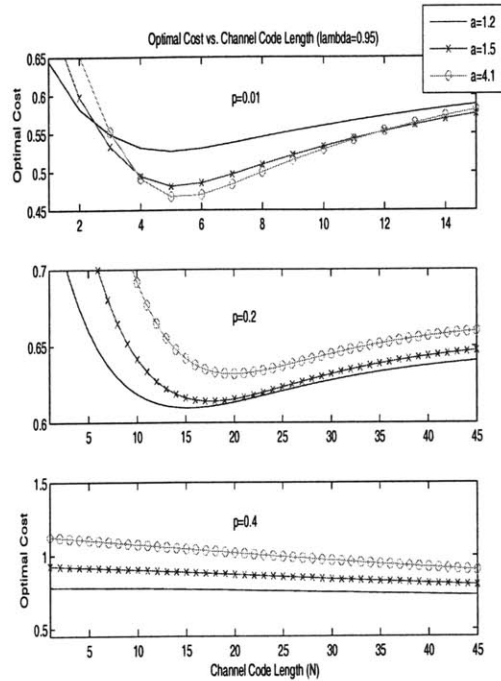 Optimal Cost vs. Channel Code Length (lambda=0.95)
a=1.2
a=1.5
a=4.1
0.65
0.6
0.55
0.5
0.45
Optimal Cost
p=0.01
2 4 6 8 10 12 14
0.7
0.65
0.6
p=0.2
5 10 15 20 25 30 35 40 45
1.5
1
0.5
Optimal Cost
p=0.4
5 10 15 20 25 30 35 40 45
Channel Code Length (N)